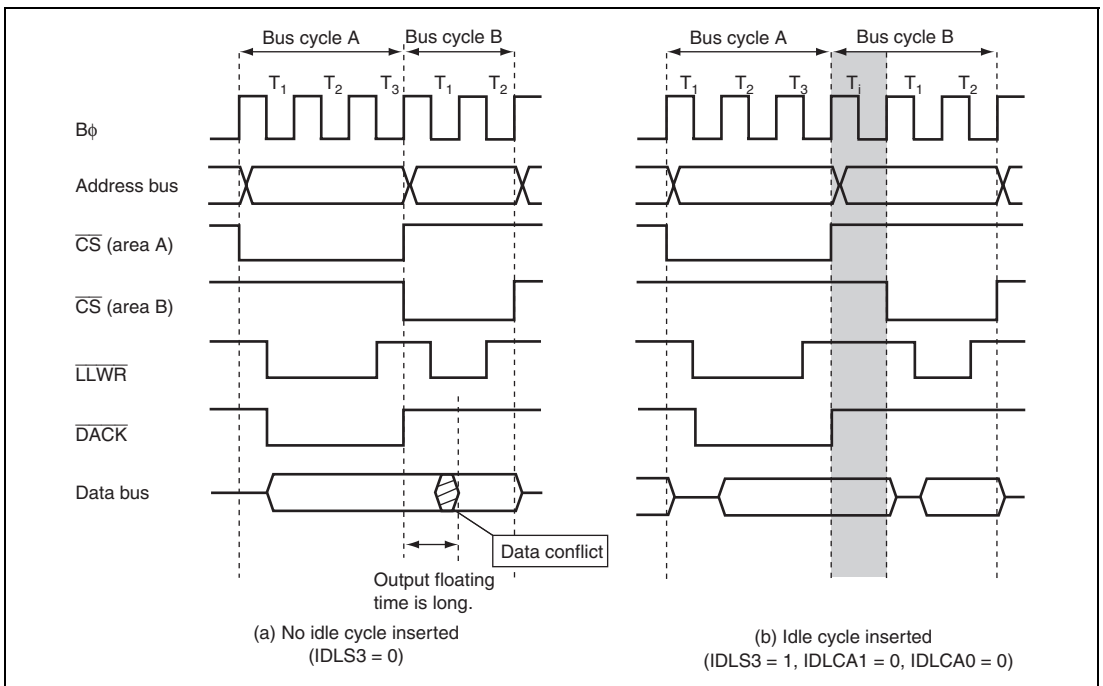 Bus cycle A Bus cycle B
T1 T2 T3 T1 T2
Bφ
Address bus
CS (area A)
CS (area B)
LLWR
DACK
Data bus
Data conflict
Output floating
time is long.
(a) No idle cycle inserted
(IDLS3 = 0)
Bus cycle A Bus cycle B
T1 T2 T3 Ti T1 T2
(b) Idle cycle inserted
(IDLS3 = 1, IDLCA1 = 0, IDLCA0 = 0)